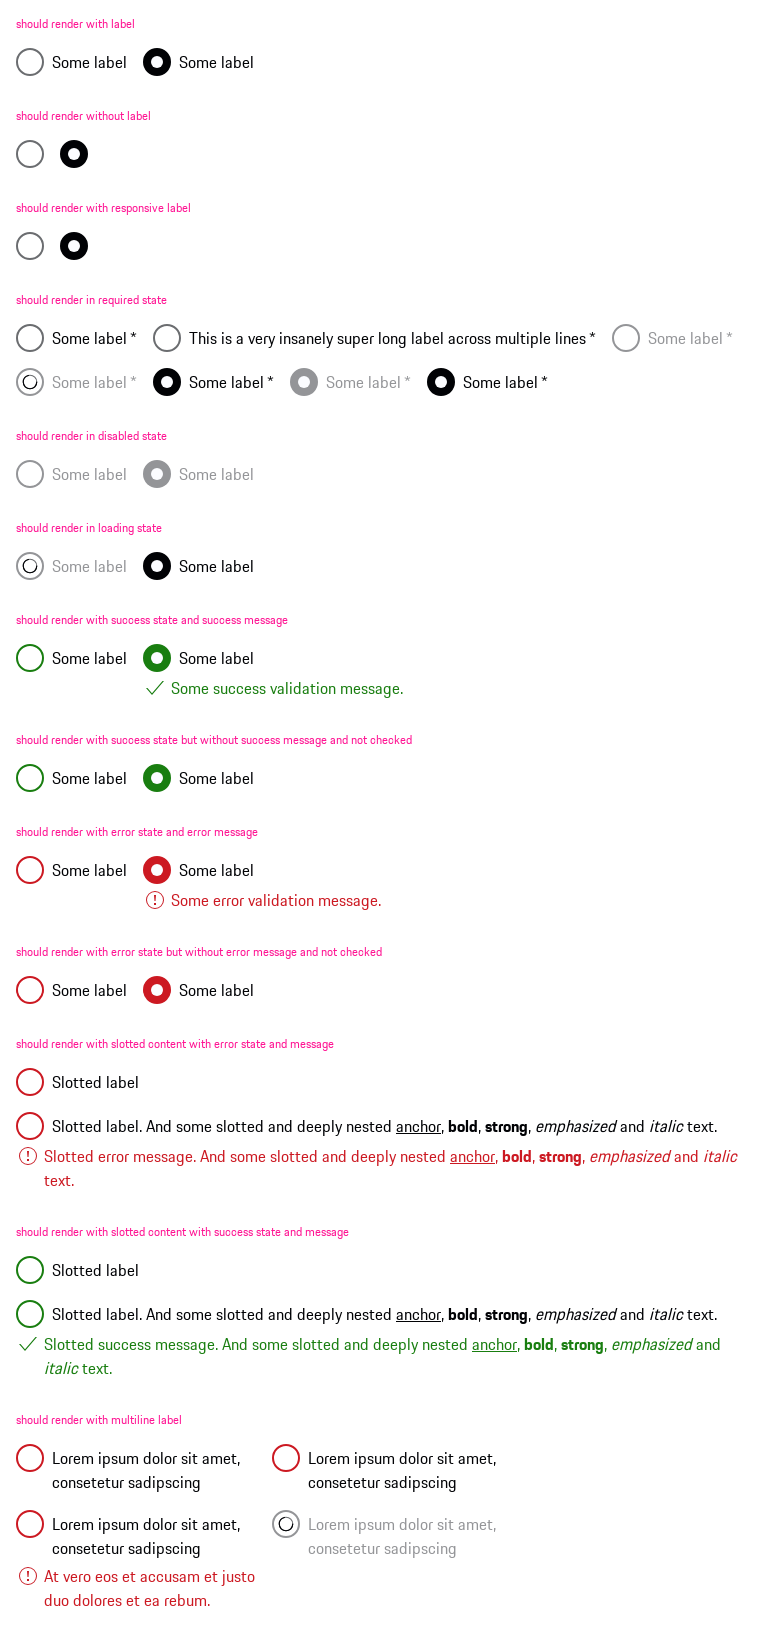 should render with label
Some label Some label
should render without label
should render with responsive label
should render in required state
Some label * This is a very insanely super long label across multiple lines * Some label *
Some label * Some label * Some label * Some label *
should render in disabled state
Some label Some label
should render in loading state
Some label Some label
should render with success state and success message
Some label Some label
Some success validation message.
should render with success state but without success message and not checked
Some label Some label
should render with error state and error message
Some label Some label
Some error validation message.
should render with error state but without error message and not checked
Some label Some label
should render with slotted content with error state and message
Slotted label
Slotted label. And some slotted and deeply nested anchor, bold, strong, emphasized and italic text.
Slotted error message. And some slotted and deeply nested anchor, bold, strong, emphasized and italic
text.
should render with slotted content with success state and message
Slotted label
Slotted label. And some slotted and deeply nested anchor, bold, strong, emphasized and italic text.
Slotted success message. And some slotted and deeply nested anchor, bold, strong, emphasized and
italic text.
should render with multiline label
Lorem ipsum dolor sit amet,
consetetur sadipscing
Lorem ipsum dolor sit amet,
consetetur sadipscing
Lorem ipsum dolor sit amet,
consetetur sadipscing
At vero eos et accusam et justo
duo dolores et ea rebum.
Lorem ipsum dolor sit amet,
consetetur sadipscing